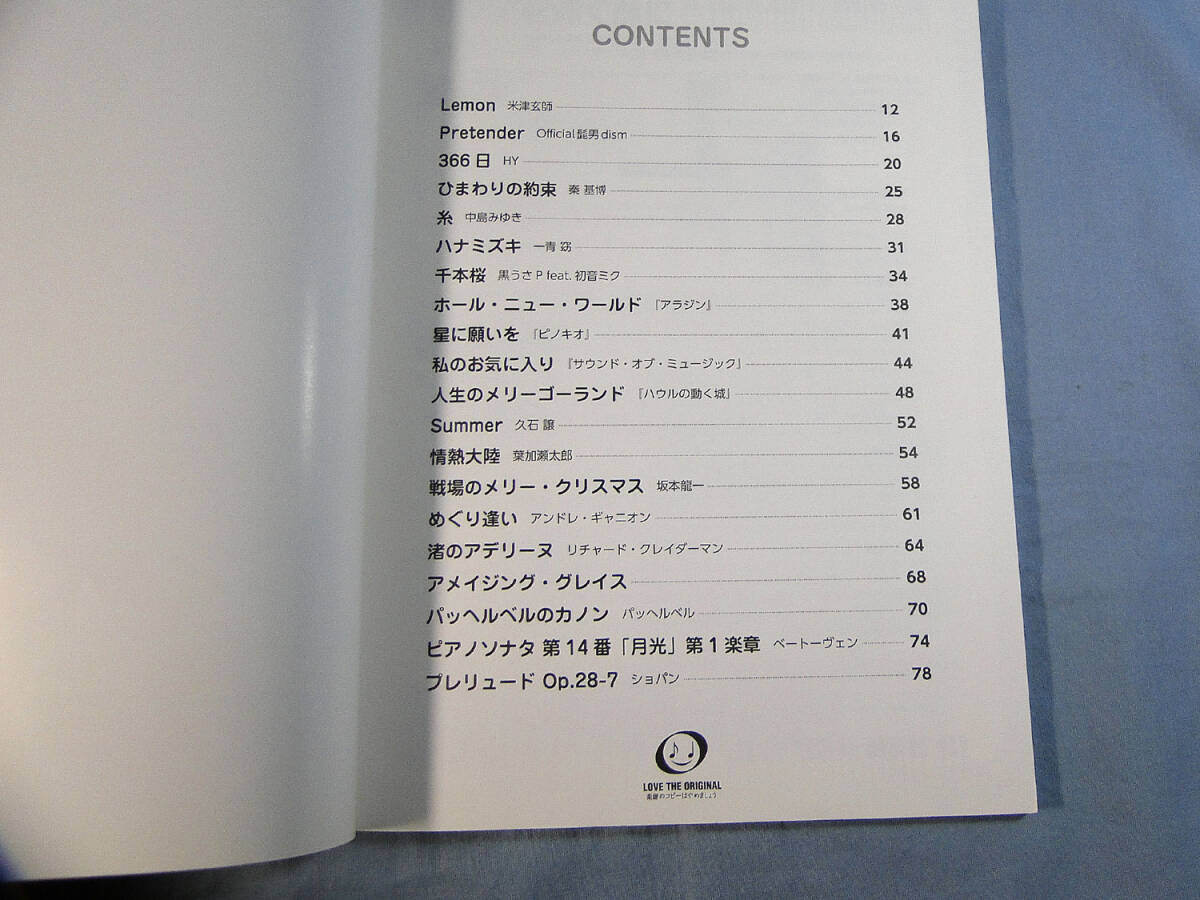 CONTENTS
Lemon 米津玄師 12
Pretender Official髭男dism 16
366日 HY 20
ひまわりの約束 秦 基博 25
糸 中島みゆき 28
ハナミズキ 一青 窈 31
千本桜 黒うさP feat. 初音ミク 34
ホール・ニュー・ワールド 『アラジン』 38
星に願いを 『ピノキオ』 41
私のお気に入り 『サウンド・オブ・ミュージック』 44
人生のメリーゴーランド 『ハウルの動く城』 48
Summer 久石 譲 52
情熱大陸 葉加瀬太郎 54
戦場のメリー・クリスマス 坂本龍一 58
めぐり逢い アンドレ・ギャニオン 61
渚のアデリーヌ リチャード・クレイダーマン 64
アメイジング・グレイス 68
パッヘルベルのカノン パッヘルベル 70
ピアノソナタ 第14番「月光」第1楽章 ベートーヴェン 74
プレリュード Op.28-7 ショパン 78
LOVE THE ORIGINAL
楽譜のコピーはやめましょう